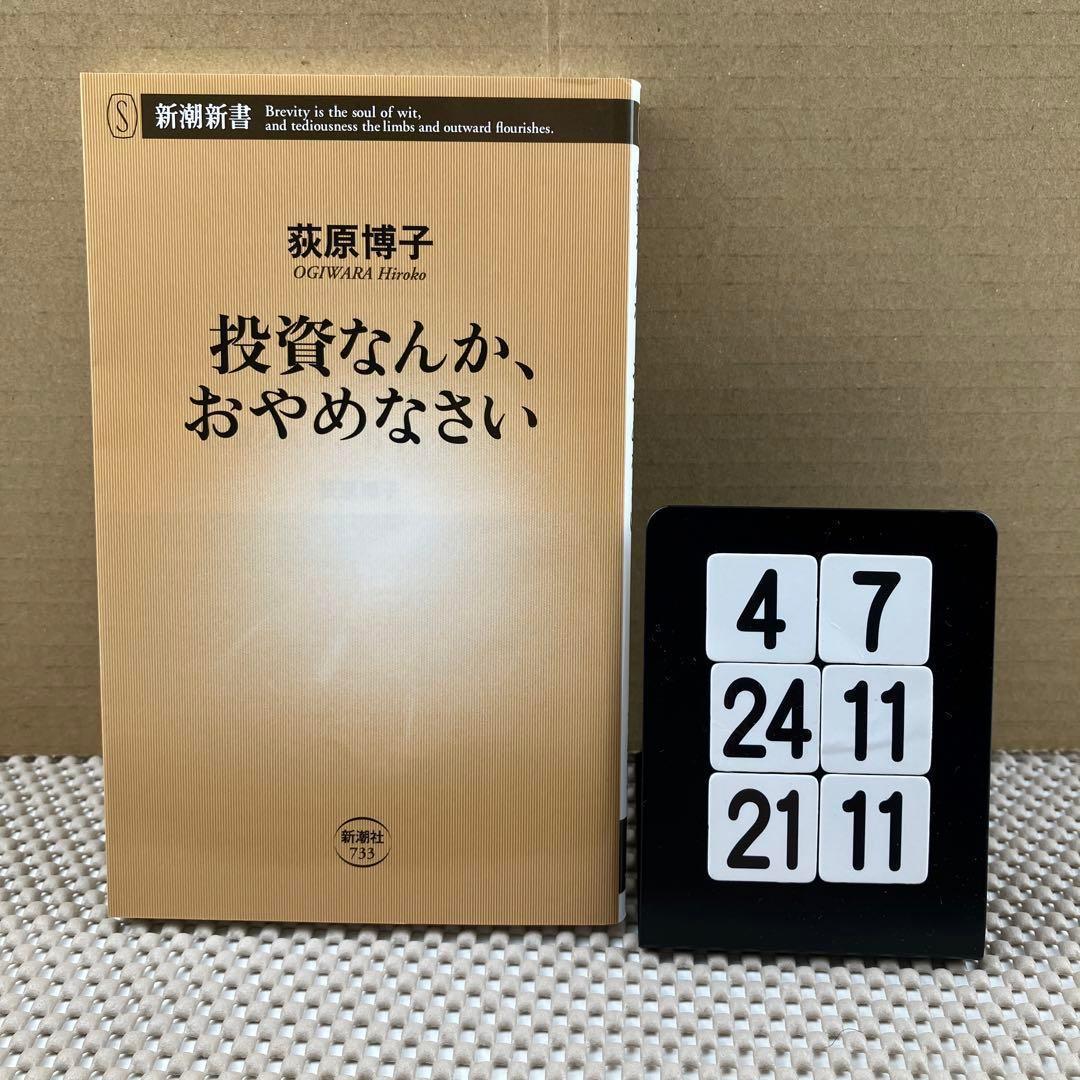 S
新潮新書
Brevity is the soul of wit,
and tediousness the limbs and outward flourishes.
荻原博子
OGIWARA Hiroko
投資なんか、
おやめなさい
新潮社
733
4 7
24 11
21 11